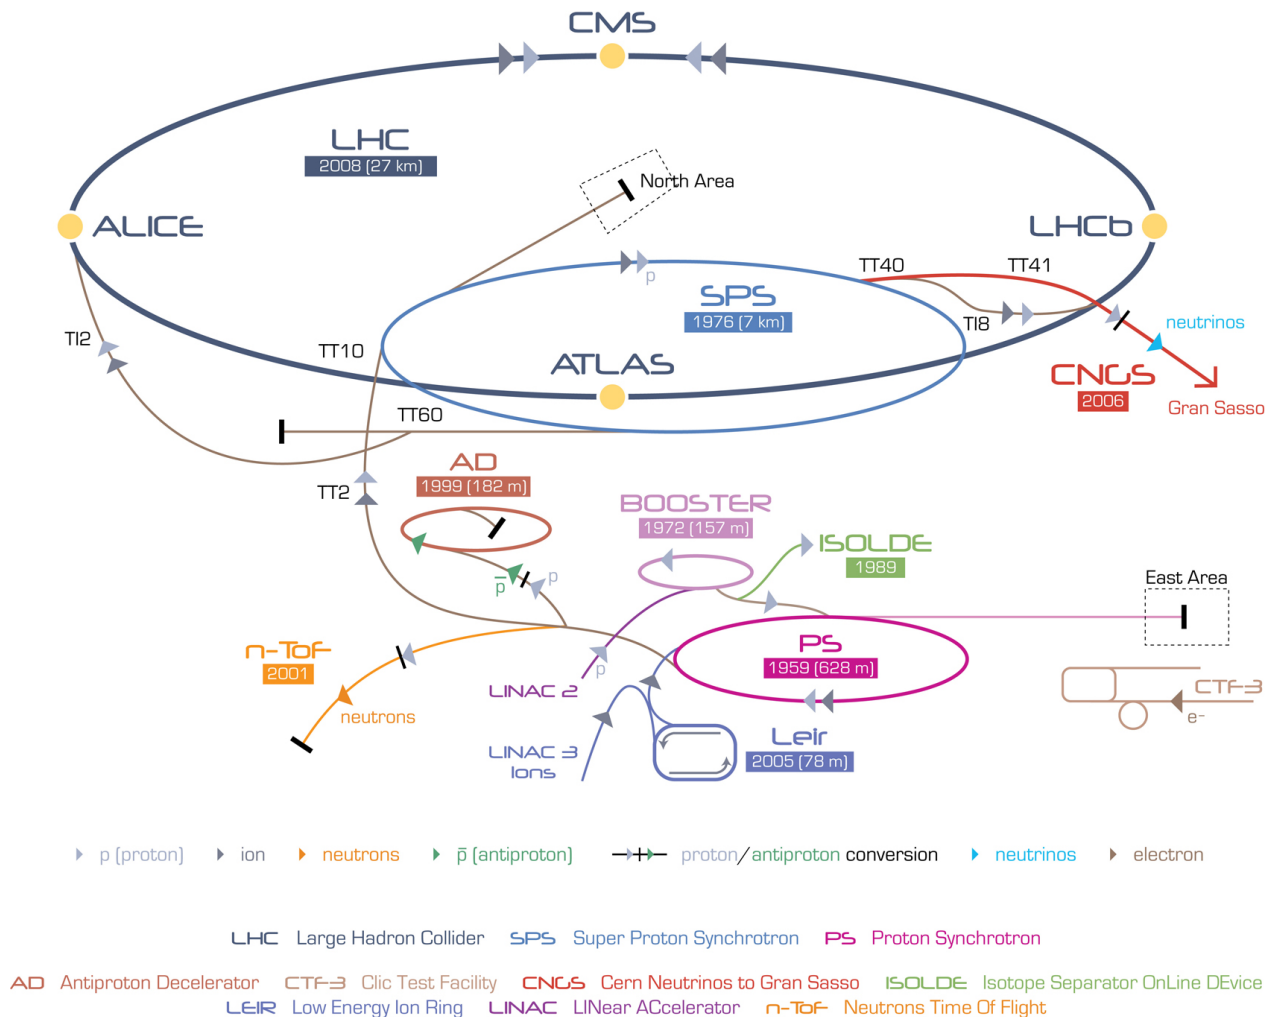 CMS
LHC
2008 (27 km)
North Area
ALICE
LHCb
TT40
TT41
p
SPS
1976 (7 km)
TI8
neutrinos
TI2
TT10
ATLAS
CNGS
2006
Gran Sasso
TT60
AD
1999 (182 m)
TT2
BOOSTER
1972 (157 m)
ISOLDE
1989
p̅
p
East Area
n-ToF
2001
PS
1959 (628 m)
p
LINAC 2
neutrons
CTF-3
e-
LINAC 3
Ions
Leir
2005 (78 m)
p (proton)
ion
neutrons
p̅ (antiproton)
proton/antiproton conversion
neutrinos
electron
LHC Large Hadron Collider SPS Super Proton Synchrotron PS Proton Synchrotron
AD Antiproton Decelerator CTF-3 Clic Test Facility CNGS Cern Neutrinos to Gran Sasso ISOLDE Isotope Separator OnLine DEvice
LEIR Low Energy Ion Ring LINAC LINear ACcelerator n-ToF Neutrons Time Of Flight